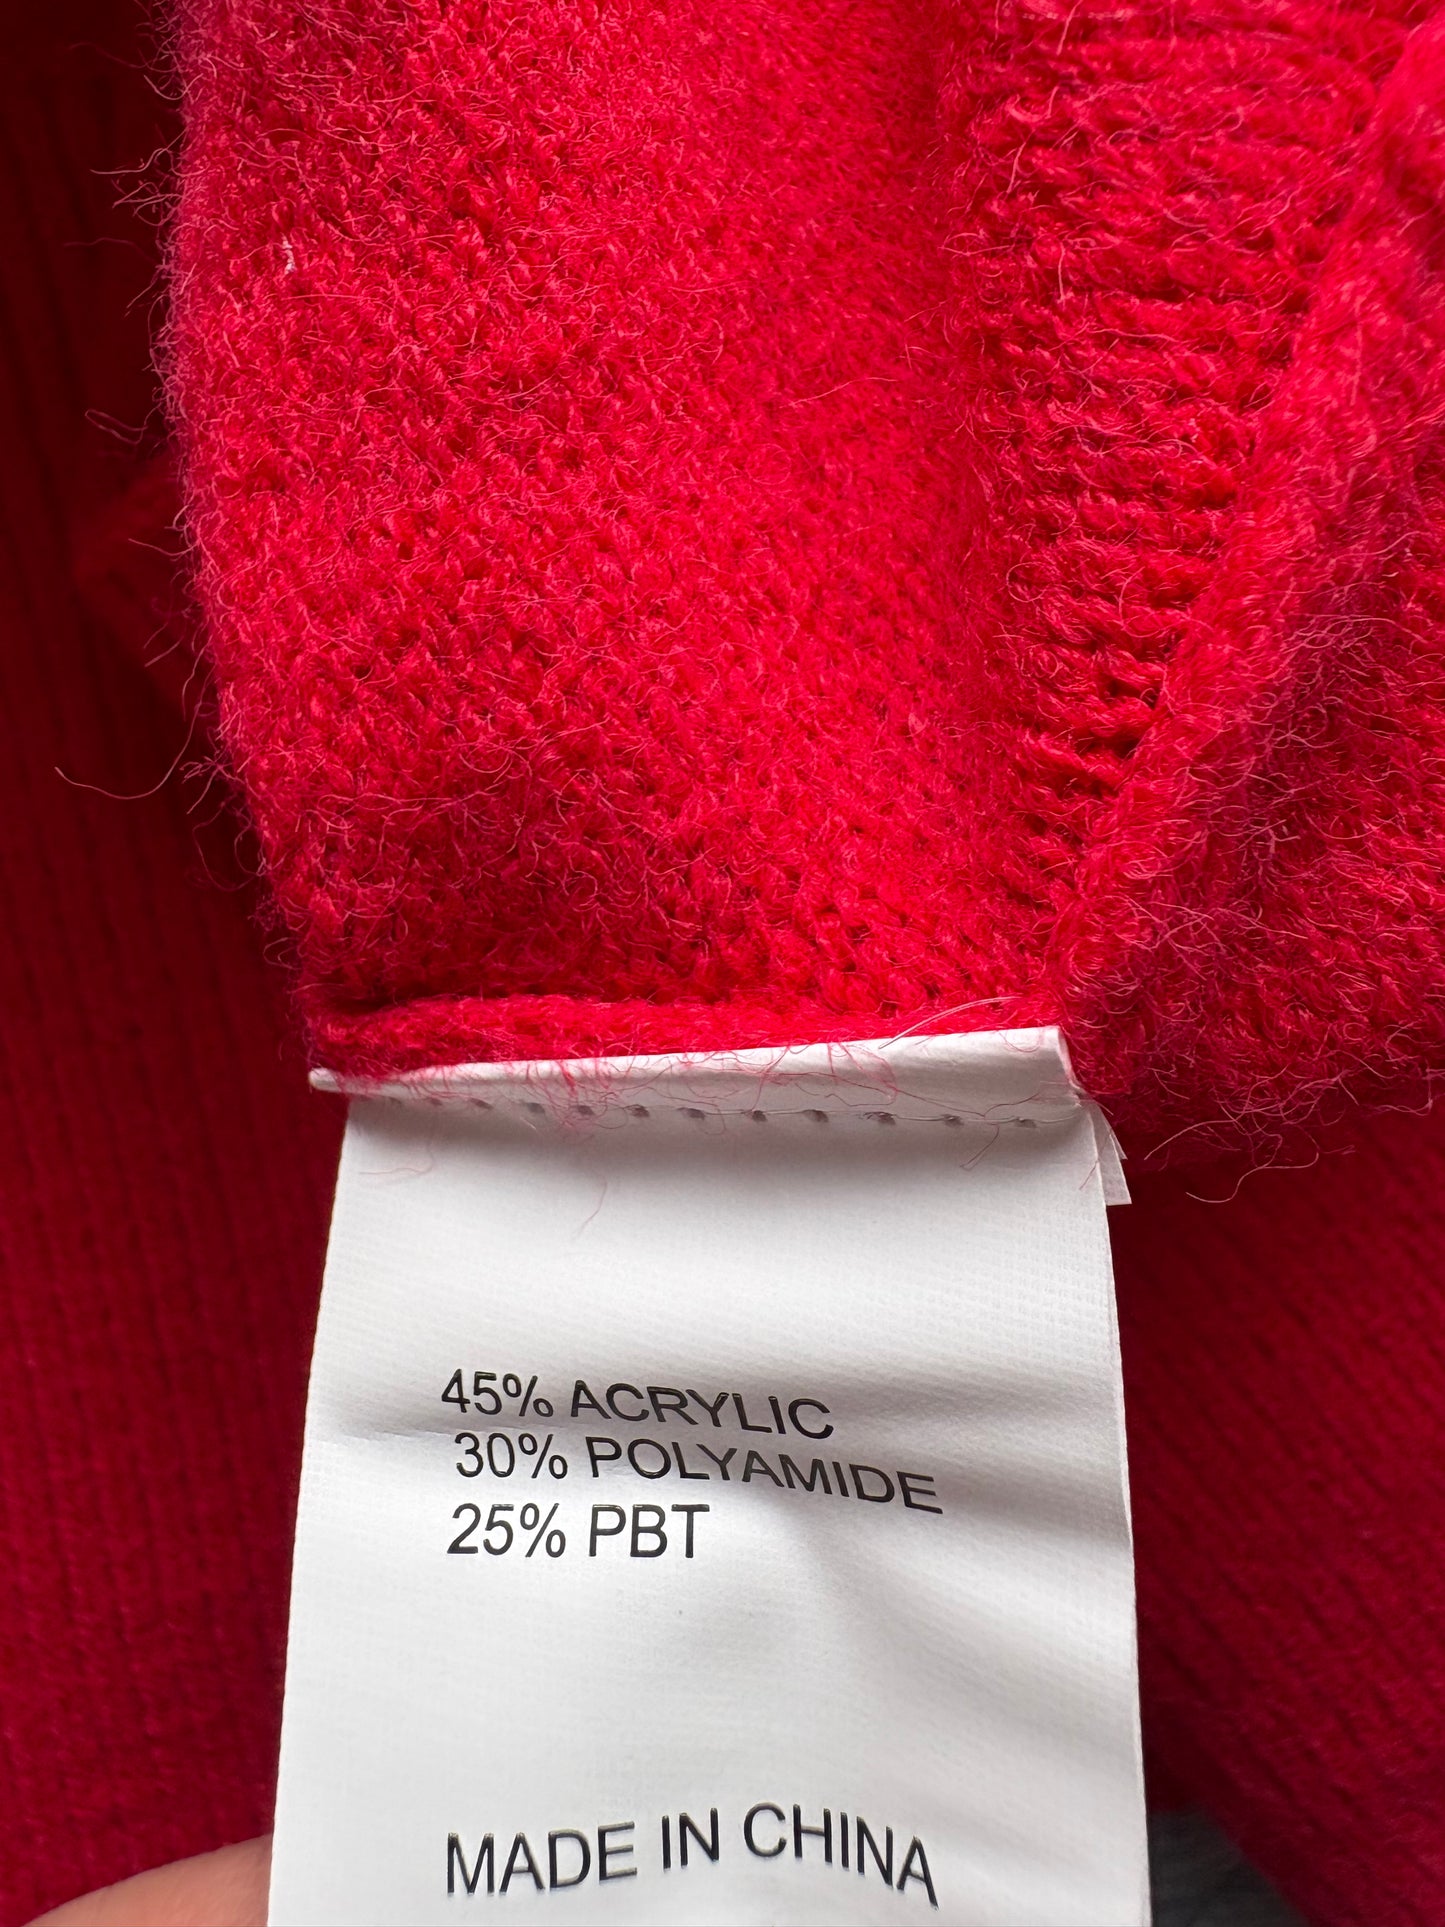 45% ACRYLIC
30% POLYAMIDE
25% PBT
MADE IN CHINA